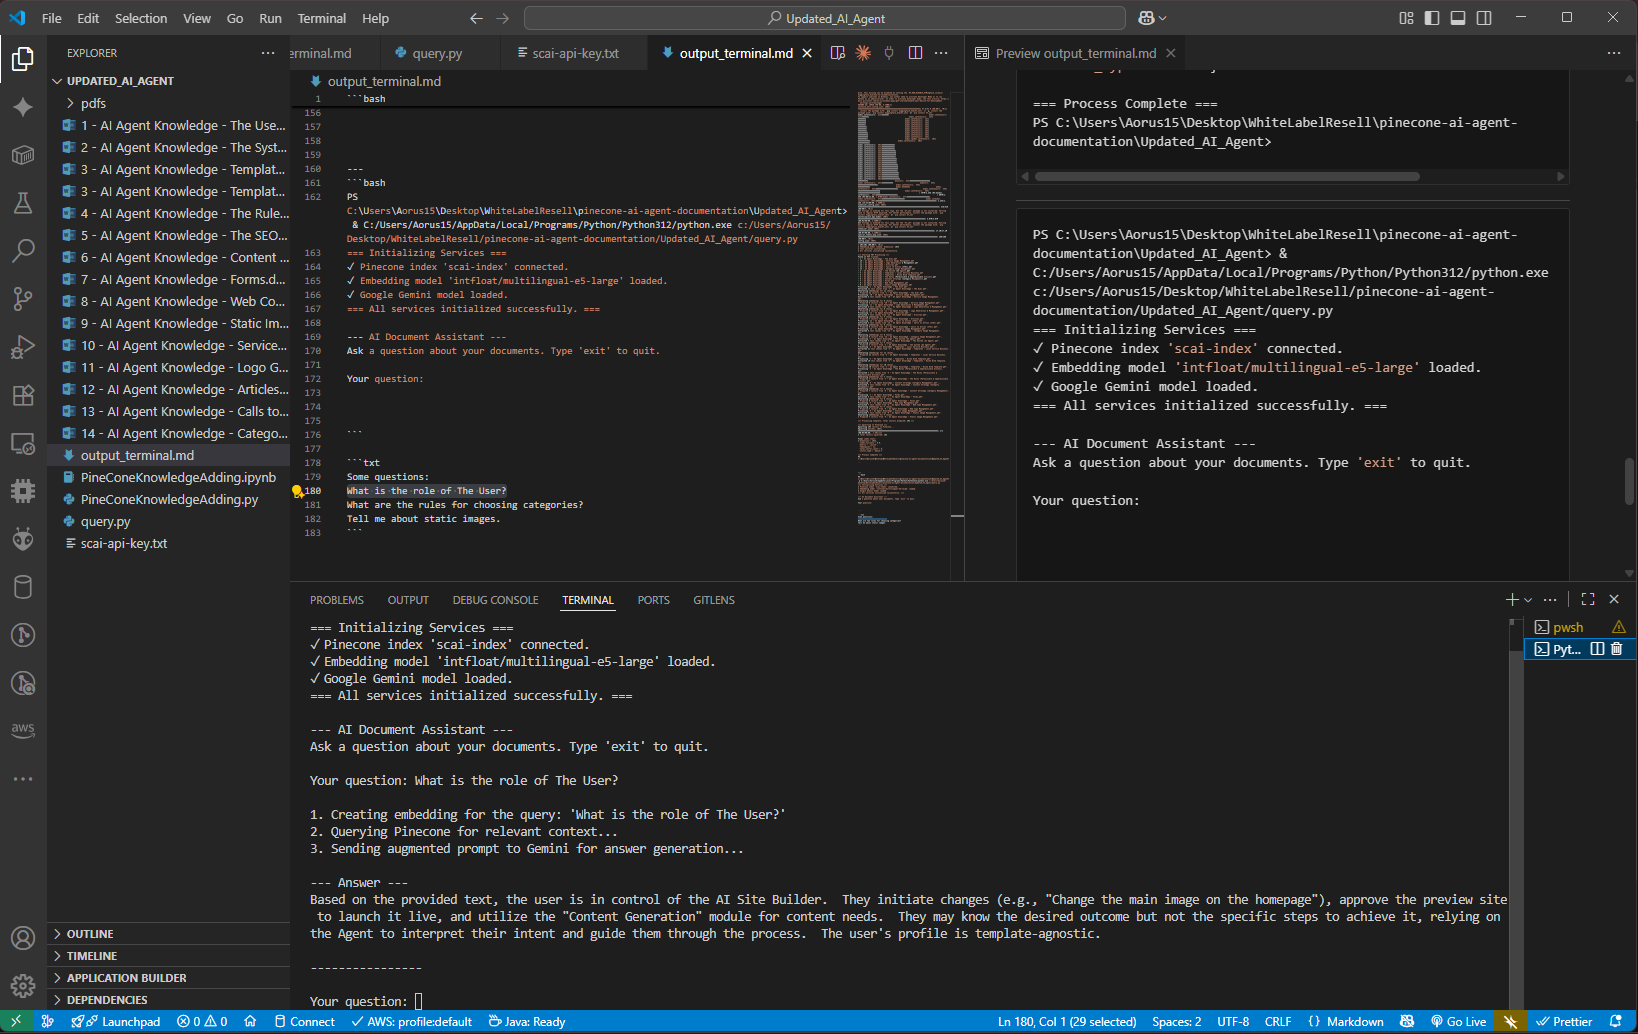 File Edit Selection View Go Run Terminal Help
Updated_AI_Agent
EXPLORER
UPDATED_AI_AGENT
pdfs
1 - AI Agent Knowledge - The Use...
2 - AI Agent Knowledge - The Syst...
3 - AI Agent Knowledge - Templat...
3 - AI Agent Knowledge - Templat...
4 - AI Agent Knowledge - The Rule...
5 - AI Agent Knowledge - The SEO...
6 - AI Agent Knowledge - Content ...
7 - AI Agent Knowledge - Forms.d...
8 - AI Agent Knowledge - Web Co...
9 - AI Agent Knowledge - Static Im...
10 - AI Agent Knowledge - Service...
11 - AI Agent Knowledge - Logo G...
12 - AI Agent Knowledge - Articles...
13 - AI Agent Knowledge - Calls to...
14 - AI Agent Knowledge - Catego...
output_terminal.md
PineConeKnowledgeAdding.ipynb
PineConeKnowledgeAdding.py
query.py
scai-api-key.txt
OUTLINE
TIMELINE
APPLICATION BUILDER
DEPENDENCIES
aws
erminal.md query.py scai-api-key.txt output_terminal.md
output_terminal.md
1 ```bash
156
157
158
159
160 ---
161 ```bash
162 PS
C:\Users\Aorus15\Desktop\WhiteLabelResell\pinecone-ai-agent-documentation\Updated_AI_Agent>
& C:/Users/Aorus15/AppData/Local/Programs/Python/Python312/python.exe c:/Users/Aorus15/
Desktop/WhiteLabelResell/pinecone-ai-agent-documentation/Updated_AI_Agent/query.py
163 === Initializing Services ===
164 ✓ Pinecone index 'scai-index' connected.
165 ✓ Embedding model 'intfloat/multilingual-e5-large' loaded.
166 ✓ Google Gemini model loaded.
167 === All services initialized successfully. ===
168
169 --- AI Document Assistant ---
170 Ask a question about your documents. Type 'exit' to quit.
171
172 Your question:
173
174
175
176 ```
177
178 ```txt
179 Some questions:
180 What is the role of The User?
181 What are the rules for choosing categories?
182 Tell me about static images.
183 ```
Preview output_terminal.md
=== Process Complete ===
PS C:\Users\Aorus15\Desktop\WhiteLabelResell\pinecone-ai-agent-
documentation\Updated_AI_Agent>
PS C:\Users\Aorus15\Desktop\WhiteLabelResell\pinecone-ai-agent-
documentation\Updated_AI_Agent> &
C:/Users/Aorus15/AppData/Local/Programs/Python/Python312/python.exe
c:/Users/Aorus15/Desktop/WhiteLabelResell/pinecone-ai-agent-
documentation/Updated_AI_Agent/query.py
=== Initializing Services ===
✓ Pinecone index 'scai-index' connected.
✓ Embedding model 'intfloat/multilingual-e5-large' loaded.
✓ Google Gemini model loaded.
=== All services initialized successfully. ===
--- AI Document Assistant ---
Ask a question about your documents. Type 'exit' to quit.
Your question:
PROBLEMS OUTPUT DEBUG CONSOLE TERMINAL PORTS GITLENS
pwsh
Pyt...
=== Initializing Services ===
✓ Pinecone index 'scai-index' connected.
✓ Embedding model 'intfloat/multilingual-e5-large' loaded.
✓ Google Gemini model loaded.
=== All services initialized successfully. ===
--- AI Document Assistant ---
Ask a question about your documents. Type 'exit' to quit.
Your question: What is the role of The User?
1. Creating embedding for the query: 'What is the role of The User?'
2. Querying Pinecone for relevant context...
3. Sending augmented prompt to Gemini for answer generation...
--- Answer ---
Based on the provided text, the user is in control of the AI Site Builder.  They initiate changes (e.g., "Change the main image on the homepage"), approve the preview site
to launch it live, and utilize the "Content Generation" module for content needs.  They may know the desired outcome but not the specific steps to achieve it, relying on
the Agent to interpret their intent and guide them through the process.  The user's profile is template-agnostic.
----------------
Your question:
Launchpad 0 0 Connect AWS: profile:default Java: Ready
Ln 180, Col 1 (29 selected) Spaces: 2 UTF-8 CRLF {} Markdown Go Live Prettier